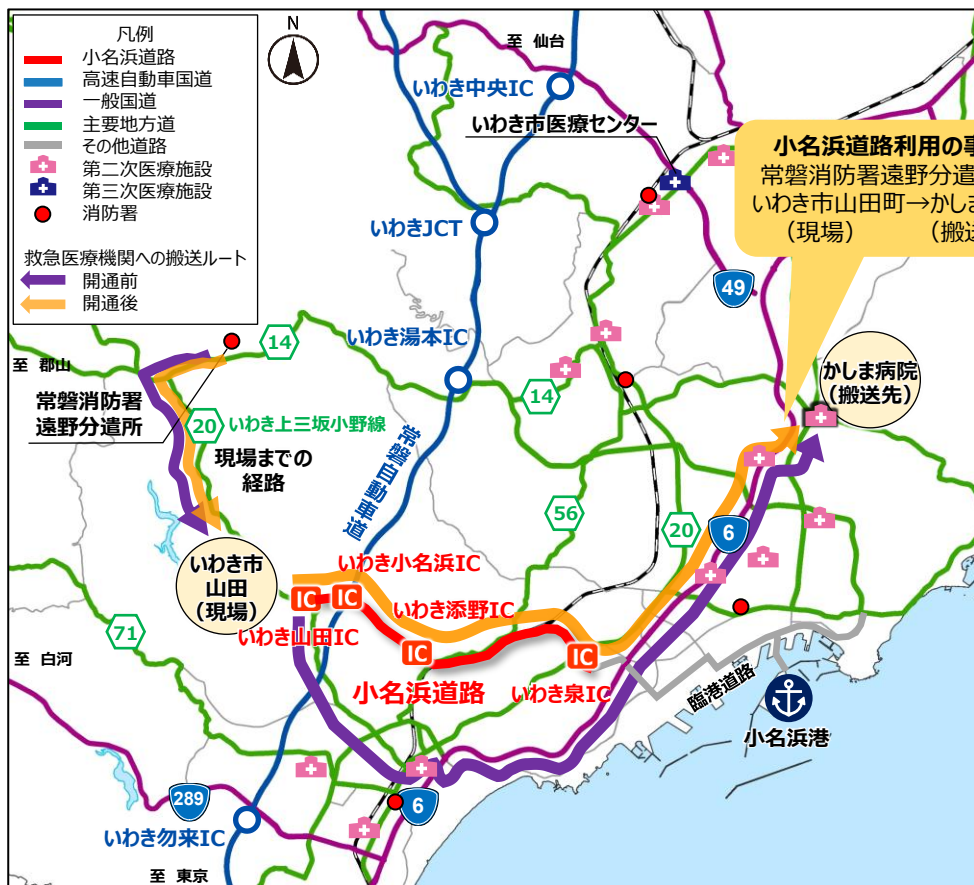 凡例
小名浜道路
高速自動車国道
一般国道
主要地方道
その他道路
第二次医療施設
第三次医療施設
消防署
救急医療機関への搬送ルート
開通前
開通後
N
至 仙台
いわき中央IC
いわき市医療センター
小名浜道路利用の事
常磐消防署遠野分遣
いわき市山田町→かしま
（現場）
（搬送
いわきJCT
49
いわき湯本IC
至 郡山
14
14
かしま病院
（搬送先）
常磐消防署
遠野分遣所
20
いわき上三坂小野線
現場までの
経路
常磐自動車道
56
20
6
いわき市
山田
（現場）
いわき小名浜IC
IC
IC
いわき添野IC
いわき山田IC
IC
IC
71
至 白河
小名浜道路
いわき泉IC
臨港道路
小名浜港
289
6
いわき勿来IC
至 東京